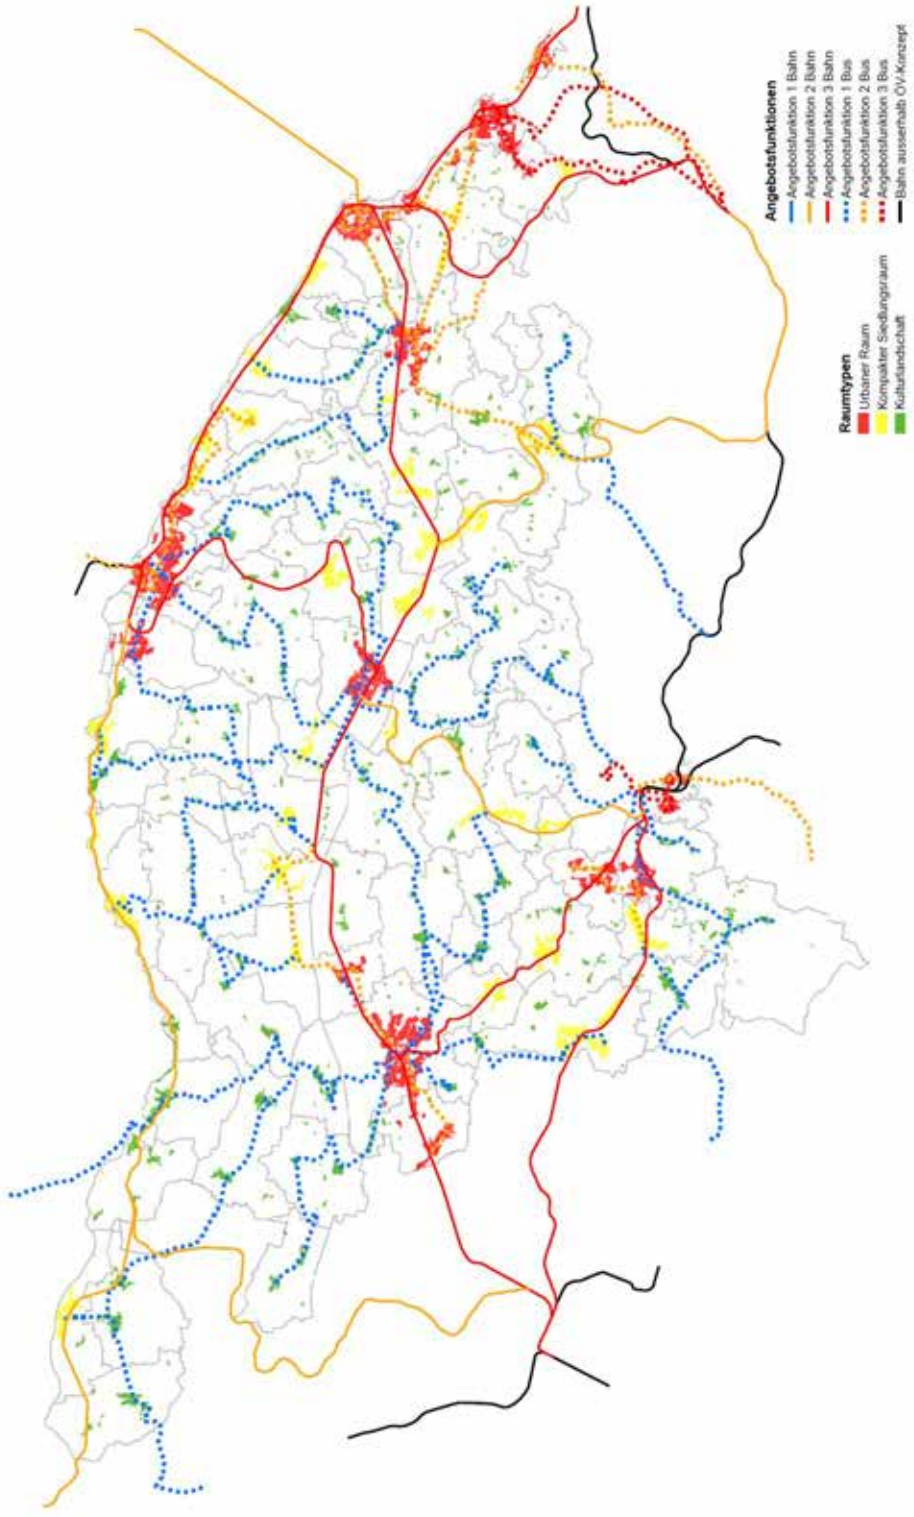 Raumtypen
Urbaner Raum
Kompakter Siedlungsraum
Kulturlandschaft
Angebotsfunktionen
Angebotsfunktion 1 Bahn
Angebotsfunktion 2 Bahn
Angebotsfunktion 3 Bahn
Angebotsfunktion 1 Bus
Angebotsfunktion 2 Bus
Angebotsfunktion 3 Bus
Bahn ausserhalb ÖV-Konzept